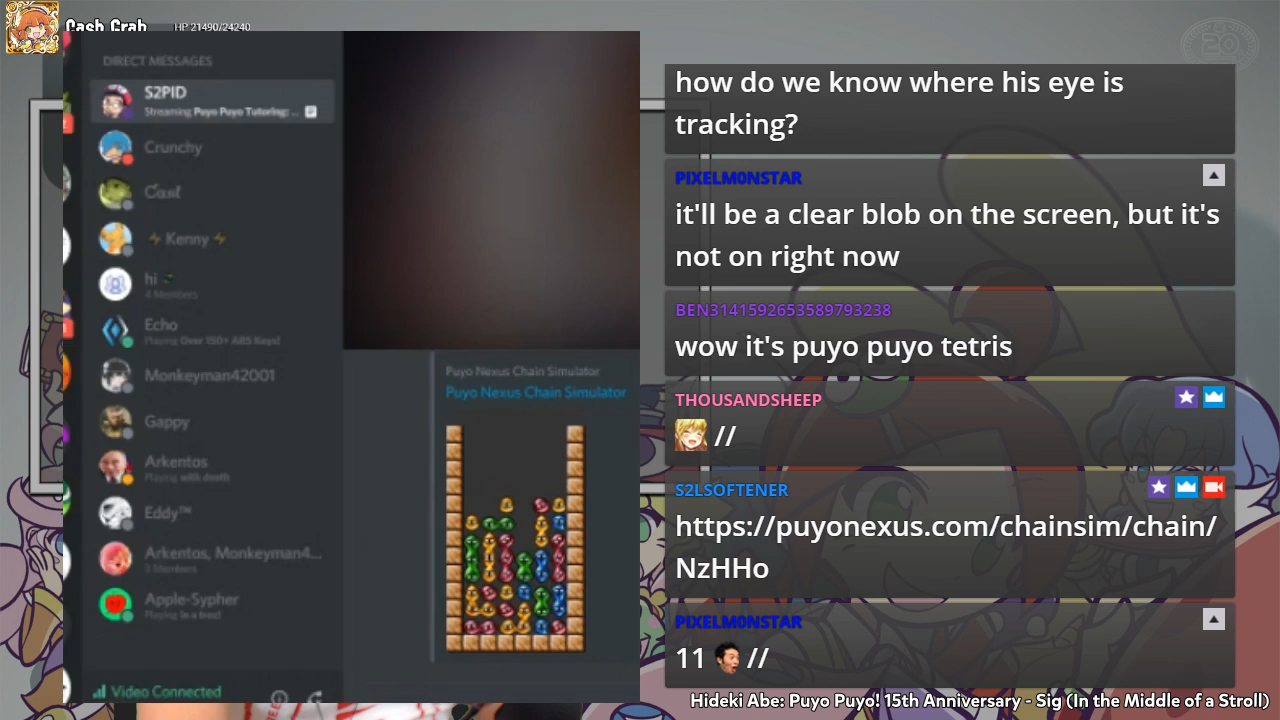 Cash Grab
HP 21490/24240
DIRECT MESSAGES
S2PID
Streaming Puyo Puyo Tutoring: ...
Crunchy
Kenny
hi
4 Members
Echo
Playing Over 150+ ABS Keys!
Monkeyman42001
Gappy
Arkentos
Playing with death
Eddy™
Arkentos, Monkeyman4...
3 Members
Apple-Sypher
Playing in a bowl
Video Connected
Puyo Nexus Chain Simulator
Puyo Nexus Chain Simulator
20
how do we know where his eye is
tracking?
PIXELM0NSTAR
it'll be a clear blob on the screen, but it's
not on right now
BEN3141592653589793238
wow it's puyo puyo tetris
THOUSANDSHEEP
//
S2LSOFTENER
https://puyonexus.com/chainsim/chain/
NzHHo
PIXELM0NSTAR
11 //
Hideki Abe: Puyo Puyo! 15th Anniversary - Sig (In the Middle of a Stroll)